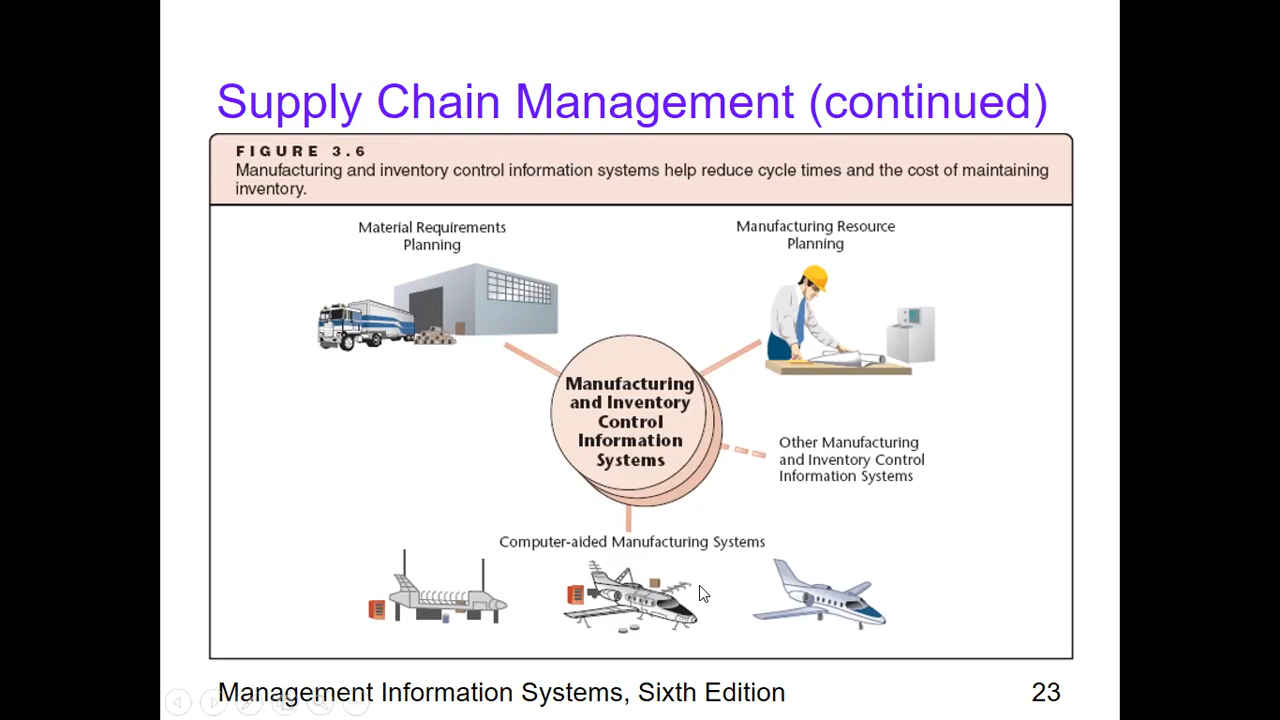 Supply Chain Management (continued)
FIGURE 3.6
Manufacturing and inventory control information systems help reduce cycle times and the cost of maintaining
inventory.
Material Requirements
Planning
Manufacturing Resource
Planning
Manufacturing
and Inventory
Control
Information
Systems
Other Manufacturing
and Inventory Control
Information Systems
Computer-aided Manufacturing Systems
Management Information Systems, Sixth Edition
23